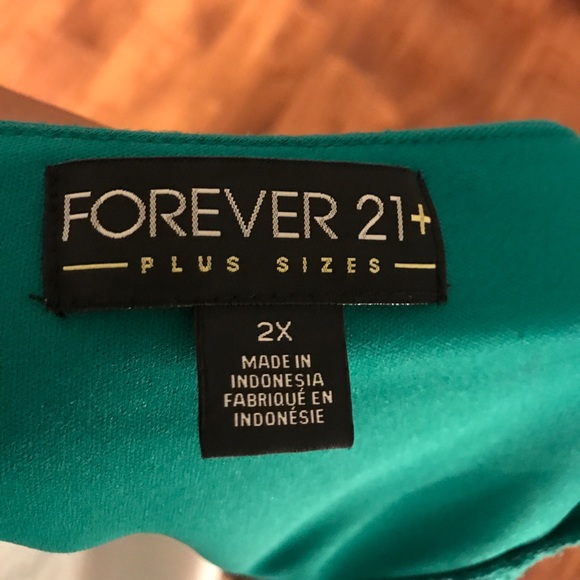 FOREVER 21+
PLUS SIZES
2X
MADE IN
INDONESIA
FABRIQUÉ EN
INDONÉSIE